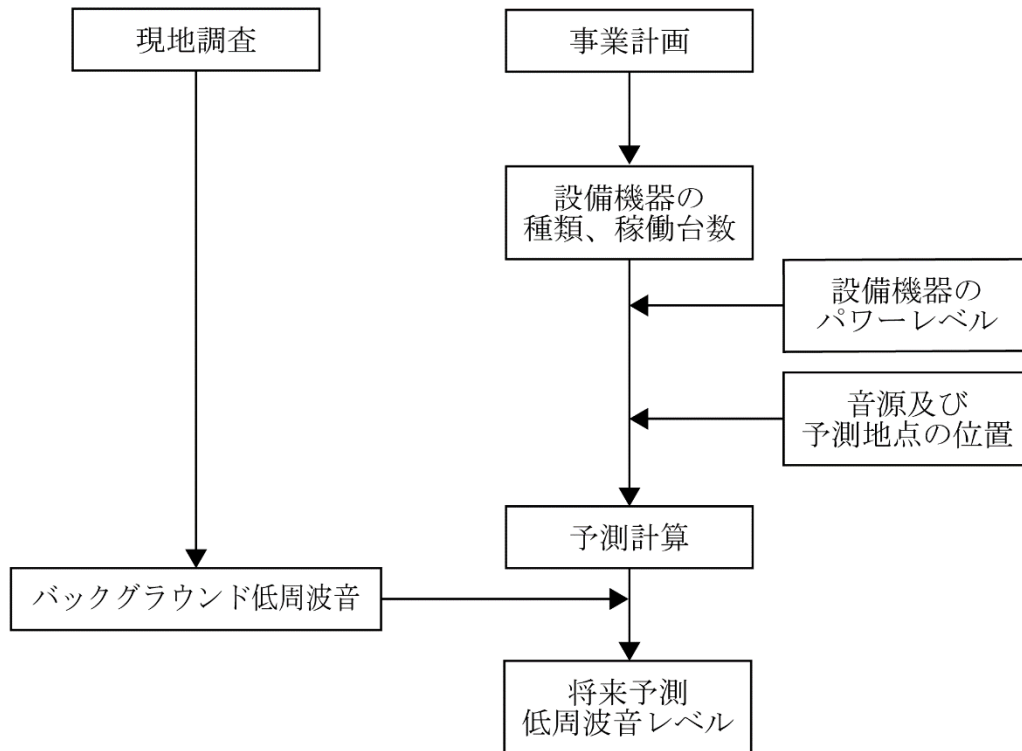 現地調査
事業計画
設備機器の
種類、稼働台数
設備機器の
パワーレベル
音源及び
予測地点の位置
予測計算
バックグラウンド低周波音
将来予測
低周波音レベル